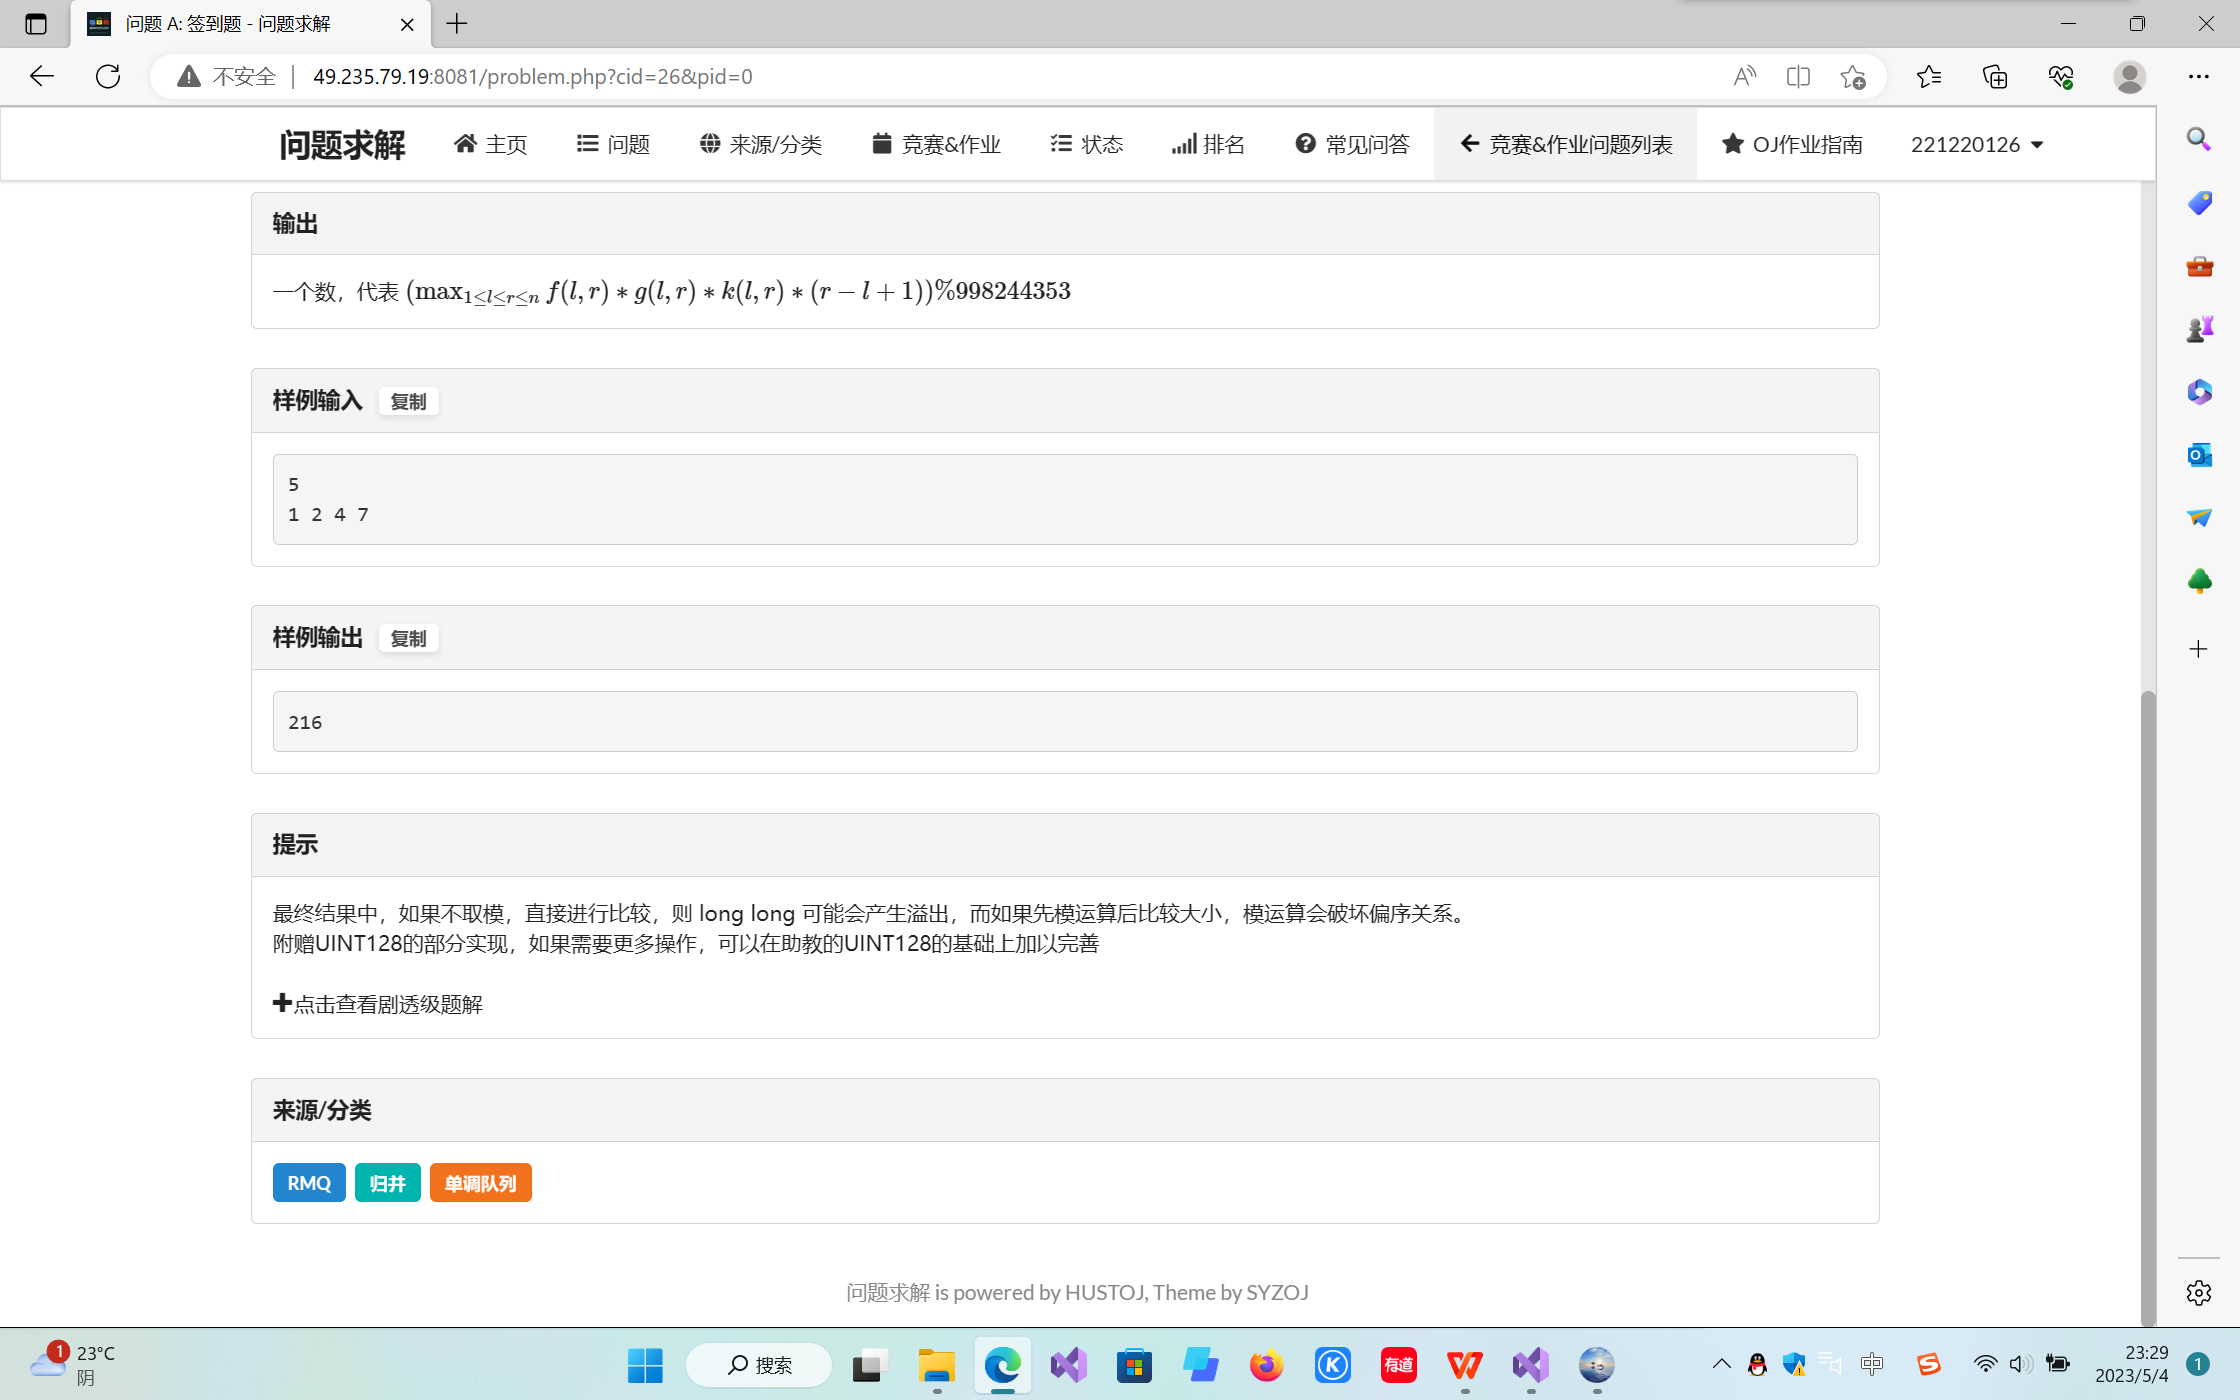 问题 A: 签到题 - 问题求解
不安全 49.235.79.19:8081/problem.php?cid=26&pid=0
问题求解 主页 问题 来源/分类 竞赛&作业 状态 排名 常见问答 竞赛&作业问题列表 OJ作业指南 221220126
输出
一个数，代表 (max_{1≤l≤r≤n} f(l, r) * g(l, r) * k(l, r) * (r − l + 1))%998244353
样例输入 复制
5
1 2 4 7
样例输出 复制
216
提示
最终结果中，如果不取模，直接进行比较，则 long long 可能会产生溢出，而如果先模运算后比较大小，模运算会破坏偏序关系。
附赠UINT128的部分实现，如果需要更多操作，可以在助教的UINT128的基础上加以完善
点击查看剧透级题解
来源/分类
RMQ 归并 单调队列
问题求解 is powered by HUSTOJ, Theme by SYZOJ
1 23°C
阴
搜索
有道
中
23:29
2023/5/4
1